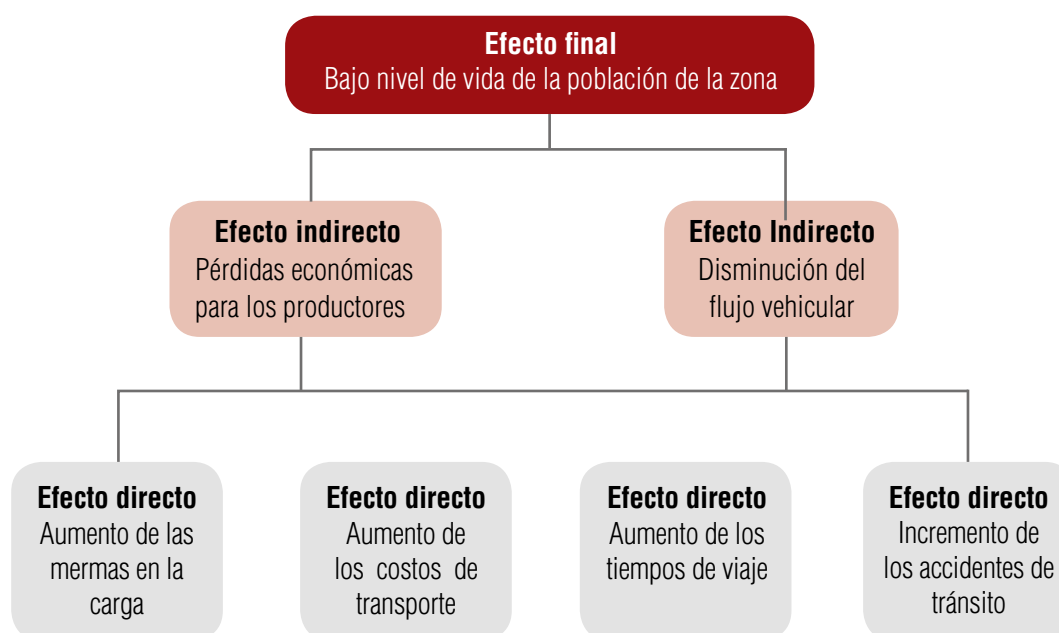 Efecto final
Bajo nivel de vida de la población de la zona
Efecto indirecto
Pérdidas económicas
para los productores
Efecto Indirecto
Disminución del
flujo vehicular
Efecto directo
Aumento de las
mermas en la
carga
Efecto directo
Aumento de
los costos de
transporte
Efecto directo
Aumento de los
tiempos de viaje
Efecto directo
Incremento de
los accidentes de
tránsito